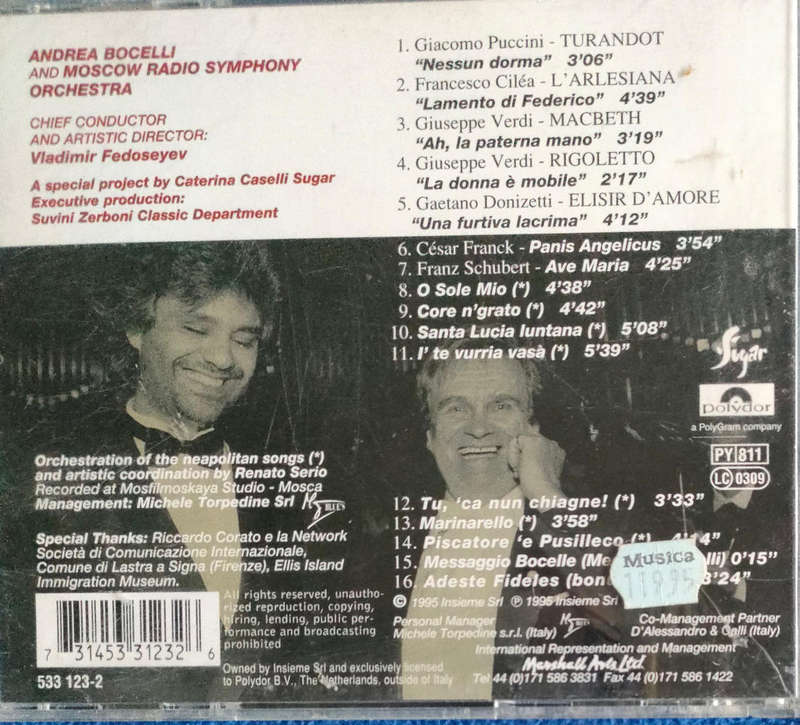 ANDREA BOCELLI
AND MOSCOW RADIO SYMPHONY
ORCHESTRA
CHIEF CONDUCTOR
AND ARTISTIC DIRECTOR:
Vladimir Fedoseyev
A special project by Caterina Caselli Sugar
Executive production:
Suvini Zerboni Classic Department
1. Giacomo Puccini - TURANDOT
"Nessun dorma" 3'06"
2. Francesco Ciléa - L'ARLESIANA
"Lamento di Federico" 4'39"
3. Giuseppe Verdi - MACBETH
"Ah, la paterna mano" 3'19"
4. Giuseppe Verdi - RIGOLETTO
"La donna è mobile" 2'17"
5. Gaetano Donizetti - ELISIR D'AMORE
"Una furtiva lacrima" 4'12"
6. César Franck - Panis Angelicus 3'54"
7. Franz Schubert - Ave Maria 4'25"
8. O Sole Mio (*) 4'38"
9. Core n'grato (*) 4'42"
10. Santa Lucia luntana (*) 5'08"
11. I' te vurria vasà (*) 5'39"
Sugar
polydor
a PolyGram company
PY 811
LC 0309
Orchestration of the neapolitan songs (*)
and artistic coordination by Renato Serio
Recorded at Mosfilmoskaya Studio - Mosca
Management: Michele Torpedine Srl
BLUE'S
Special Thanks: Riccardo Corato e la Network
Società di Comunicazione Internazionale,
Comune di Lastra a Signa (Firenze), Ellis Island
Immigration Museum.
12. Tu, 'ca nun chiagne! (*) 3'33"
13. Marinarello (*) 3'58"
14. Piscatore 'e Pusilleco (*) 4'14"
15. Messaggio Bocelle 0'15"
16. Adeste Fideles 3'24"
Musica
11995
© 1995 Insieme Srl ℗ 1995 Insieme Srl
Personal Manager
Michele Torpedine s.r.l. (Italy)
Co-Management Partner
D'Alessandro & Galli (Italy)
International Representation and Management
Marshall Arts Ltd
Tel 44 (0)171 586 3831 Fax 44 (0)171 586 1422
All rights reserved, unautho-
rized reprduction, copying,
hiring, lending, public per-
formance and broadcasting
prohibited
Owned by Insieme Srl and exclusively licensed
to Polydor B.V., The Netherlands, outside of Italy
7 31453 31232 6
533 123-2